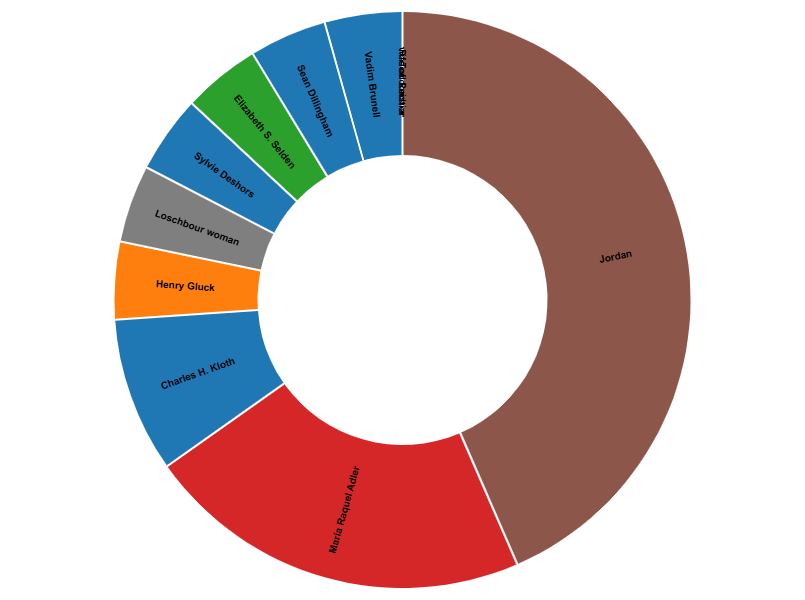 Jordan
Maria Raquel Adler
Charles H. Kloth
Henry Gluck
Loschbour woman
Sylvie Deshors
Elizabeth S. Selden
Sean Dillingham
Vadim Brunell